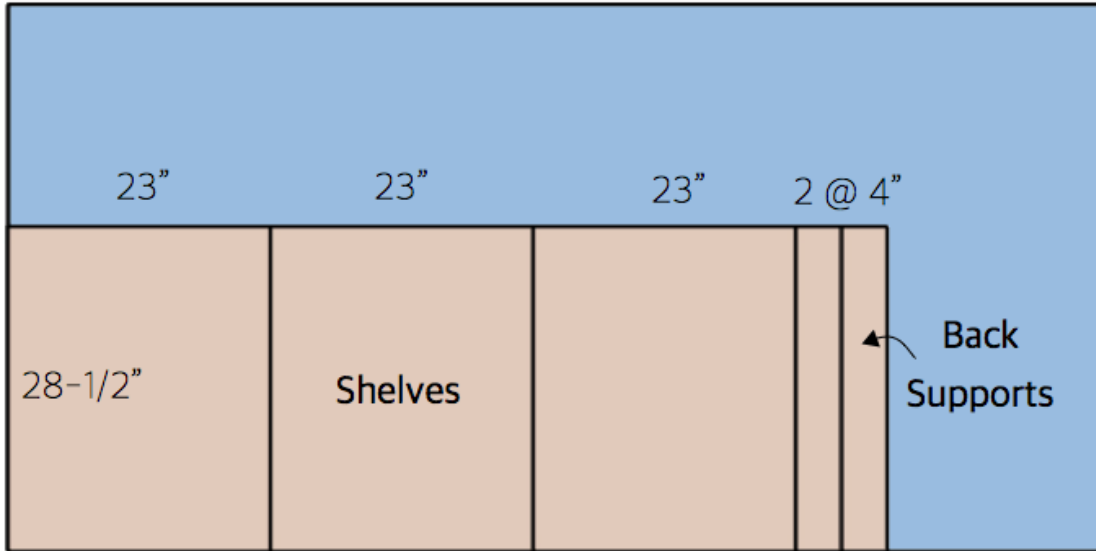 23”
23”
23”
2 @ 4”
28-1/2”
Shelves
Back
Supports